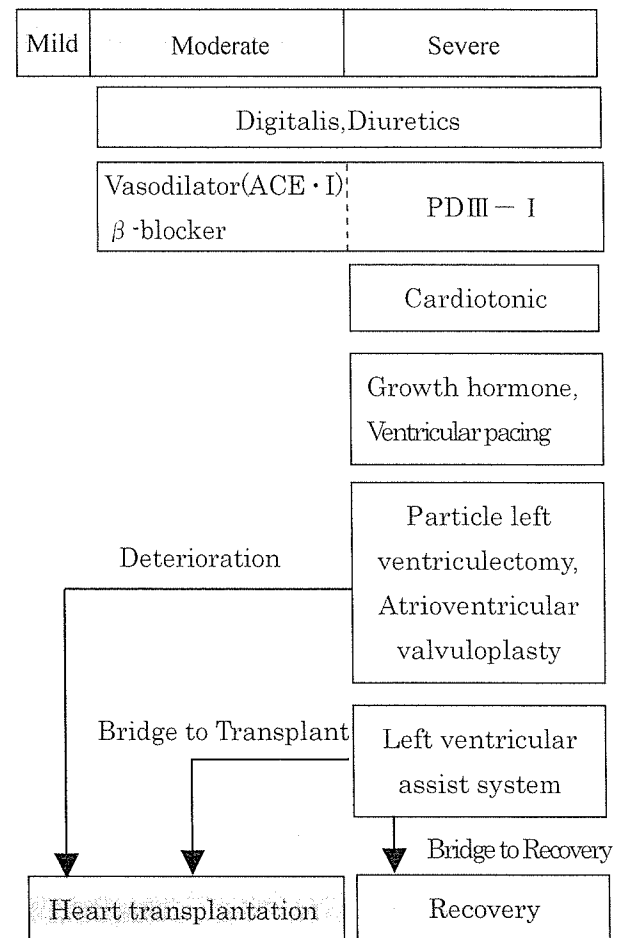 Mild Moderate Severe
Digitalis,Diuretics
Vasodilator(ACE・I)
β-blocker
PDⅢ－I
Cardiotonic
Growth hormone,
Ventricular pacing
Particle left
ventriculectomy,
Atrioventricular
valvuloplasty
Deterioration
Bridge to Transplant
Left ventricular
assist system
Bridge to Recovery
Heart transplantation
Recovery